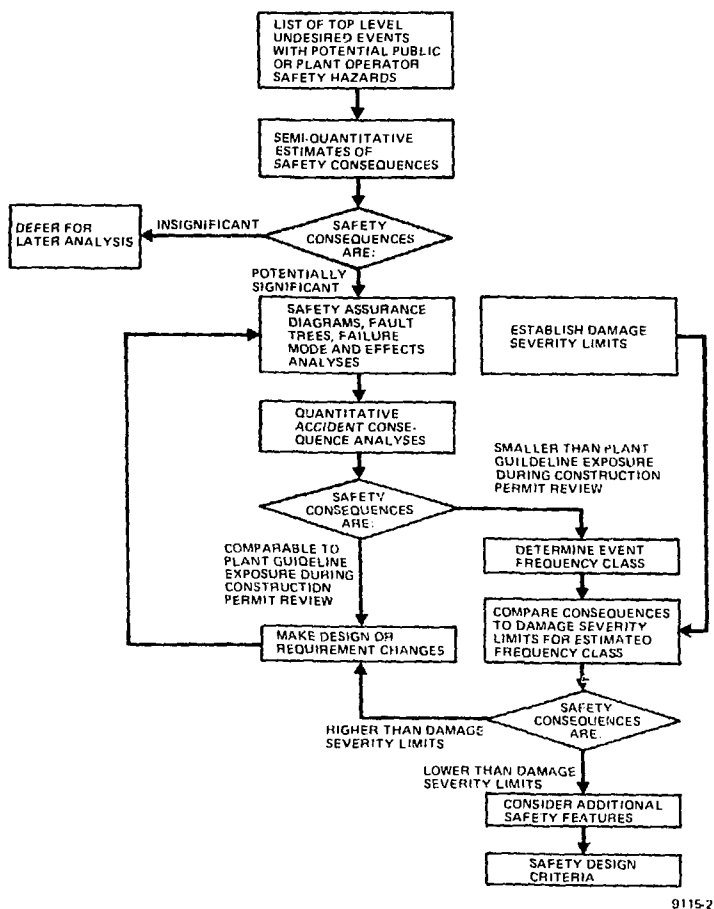 LIST OF TOP LEVEL
UNDESIRED EVENTS
WITH POTENTIAL PUBLIC
OR PLANT OPERATOR
SAFETY HAZARDS
SEMI-QUANTITATIVE
ESTIMATES OF
SAFETY CONSEQUENCES
DEFER FOR
LATER ANALYSIS
INSIGNIFICANT
SAFETY
CONSEQUENCES
ARE:
POTENTIALLY
SIGNIFICANT
SAFETY ASSURANCE
DIAGRAMS, FAULT
TREES, FAILURE
MODE AND EFFECTS
ANALYSES
ESTABLISH DAMAGE
SEVERITY LIMITS
QUANTITATIVE
ACCIDENT CONSE-
QUENCE ANALYSES
SMALLER THAN PLANT
GUILDELINE EXPOSURE
DURING CONSTRUCTION
PERMIT REVIEW
SAFETY
CONSEQUENCES
ARE:
COMPARABLE TO
PLANT GUIDELINE
EXPOSURE DURING
CONSTRUCTION
PERMIT REVIEW
DETERMINE EVENT
FREQUENCY CLASS
COMPARE CONSEQUENCES
TO DAMAGE SEVERITY
LIMITS FOR ESTIMATED
FREQUENCY CLASS
MAKE DESIGN OR
REQUIREMENT CHANGES
SAFETY
CONSEQUENCES
ARE:
HIGHER THAN DAMAGE
SEVERITY LIMITS
LOWER THAN DAMAGE
SEVERITY LIMITS
CONSIDER ADDITIONAL
SAFETY FEATURES
SAFETY DESIGN
CRITERIA
9115-2